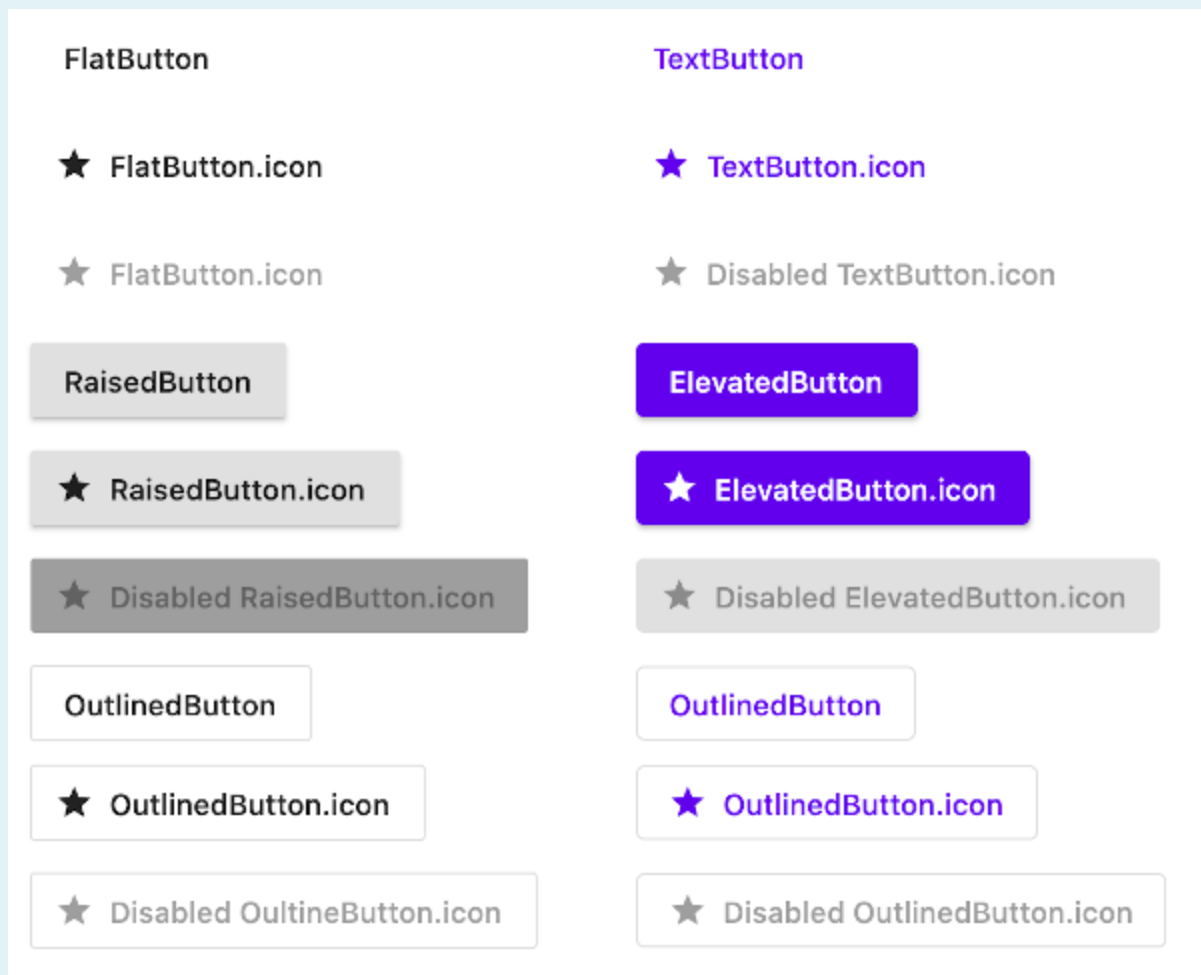 FlatButton
TextButton
FlatButton.icon
TextButton.icon
FlatButton.icon
Disabled TextButton.icon
RaisedButton
ElevatedButton
RaisedButton.icon
ElevatedButton.icon
Disabled RaisedButton.icon
Disabled ElevatedButton.icon
OutlinedButton
OutlinedButton
OutlinedButton.icon
OutlinedButton.icon
Disabled OultineButton.icon
Disabled OutlinedButton.icon